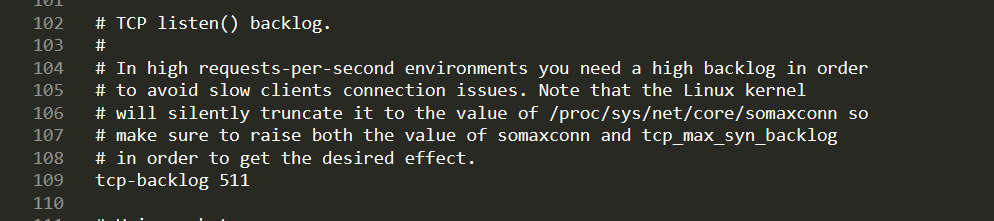 101
102 # TCP listen() backlog.
103 #
104 # In high requests-per-second environments you need a high backlog in order
105 # to avoid slow clients connection issues. Note that the Linux kernel
106 # will silently truncate it to the value of /proc/sys/net/core/somaxconn so
107 # make sure to raise both the value of somaxconn and tcp_max_syn_backlog
108 # in order to get the desired effect.
109 tcp-backlog 511
110